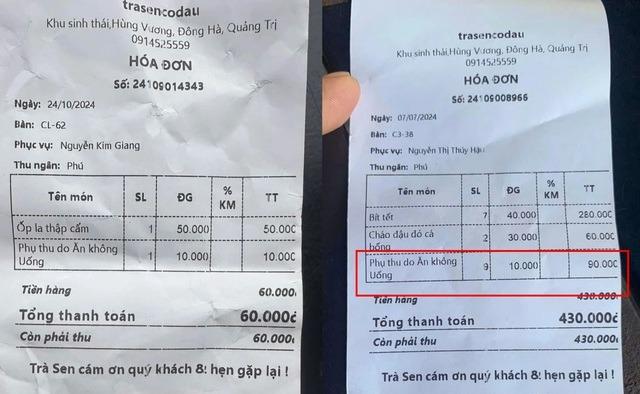 trasencodau
Khu sinh thái,Hùng Vương, Đông Hà, Quảng Trị
0914525559
HÓA ĐƠN
Số: 24109014343
Ngày: 24/10/2024
Bàn: CL-62
Phục vụ: Nguyễn Kim Giang
Thu ngân: Phú
Tên món SL ĐG % KM TT
Ốp la thập cẩm 1 50.000 50.000
Phụ thu do Ăn không Uống 1 10.000 10.000
Tiền hàng 60.000
Tổng thanh toán 60.000đ
Còn phải thu 60.000
Trà Sen cám ơn quý khách & hẹn gặp lại !
trasencodau
Khu sinh thái,Hùng Vương, Đông Hà, Quảng Trị
0914525559
HÓA ĐƠN
Số: 24109008966
Ngày: 07/07/2024
Bàn: C3-38
Phục vụ: Nguyễn Thị Thúy Hậu
Thu ngân: Phú
Tên món SL ĐG % KM TT
Bít tết 7 40.000 280.000
Cháo đậu đỏ cà bống 2 30.000 60.000
Phụ thu do Ăn không Uống 9 10.000 90.000
Tiền hàng 430.000
Tổng thanh toán 430.000đ
Còn phải thu 430.000
Trà Sen cám ơn quý khách & hẹn gặp lại !